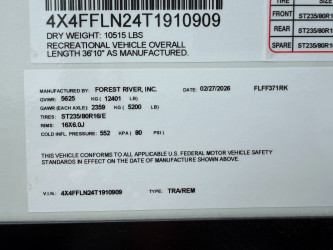 4X4FFLN24T1910909
DRY WEIGHT: 10515 LBS
RECREATIONAL VEHICLE OVERALL
LENGTH 36'10" AS MANUFACTURED.
TIRE SIZE
FRONT ST235/80R16
REAR ST235/80R16
SPARE ST235/80R16
MANUFACTURED BY: FOREST RIVER, INC. 02/27/2026 FLFF371RK
GVWR: 5625 KG ( 12401 LB)
GAWR (EACH AXLE) 2359 KG ( 5200 LB)
TIRES: ST235/80R16/E
RIMS: 16X6.0J
COLD INFL. PRESSURE: 552 KPA ( 80 PSI)
THIS VEHICLE CONFORMS TO ALL APPLICABLE U.S. FEDERAL MOTOR VEHICLE SAFETY
STANDARDS IN EFFECT ON THE DATE OF MANUFACTURE SHOWN ABOVE.
V.I.N.: 4X4FFLN24T1910909 TYPE: TRA/REM